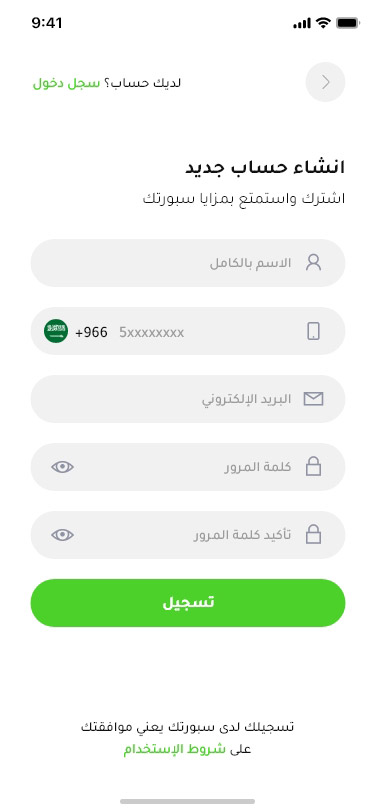 9:41
لديك حساب؟ سجل دخول
انشاء حساب جديد
اشترك واستمتع بمزايا سبورتك
الاسم بالكامل
+966 5xxxxxxxx
البريد الإلكتروني
كلمة المرور
تأكيد كلمة المرور
تسجيل
تسجيلك لدى سبورتك يعني موافقتك
على شروط الإستخدام